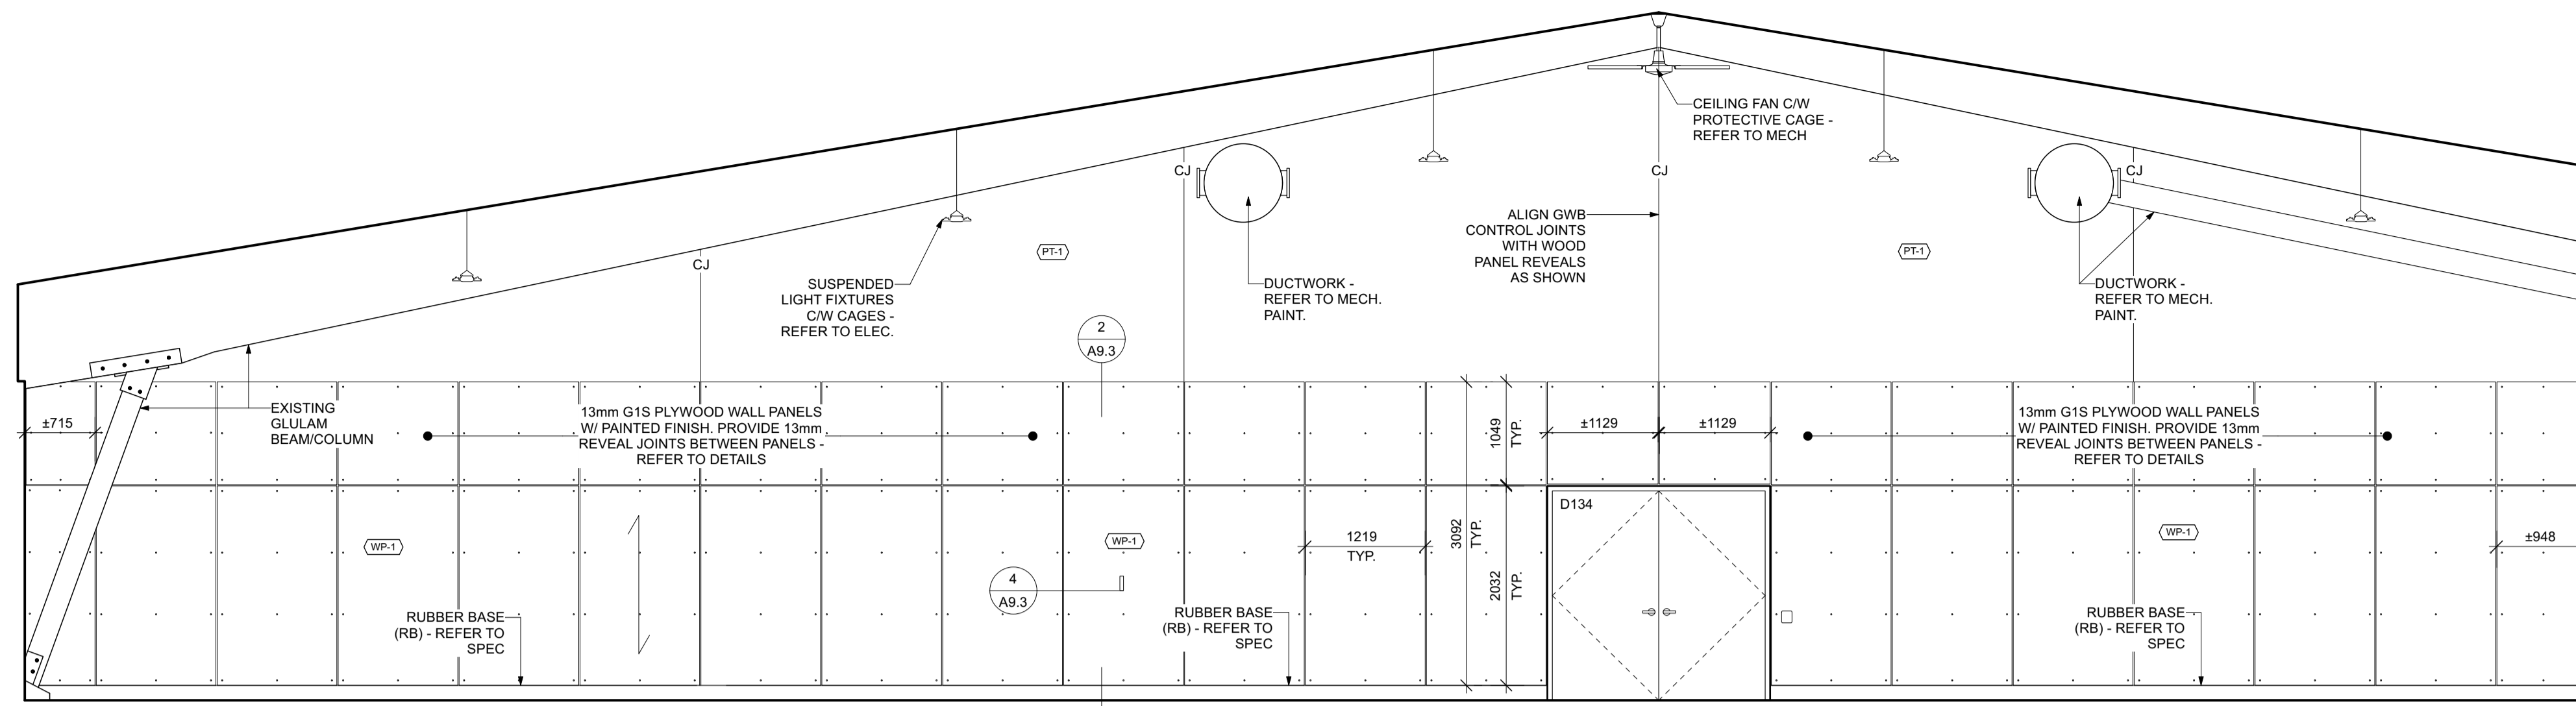 CEILING FAN C/W
PROTECTIVE CAGE -
REFER TO MECH
CJ
CJ
CJ
CJ
ALIGN GWB
CONTROL JOINTS
WITH WOOD
PANEL REVEALS
AS SHOWN
PT-1
PT-1
SUSPENDED
LIGHT FIXTURES
C/W CAGES -
REFER TO ELEC.
DUCTWORK -
REFER TO MECH.
PAINT.
DUCTWORK -
REFER TO MECH.
PAINT.
2
A9.3
±715
EXISTING
GLULAM
BEAM/COLUMN
13mm G1S PLYWOOD WALL PANELS
W/ PAINTED FINISH. PROVIDE 13mm
REVEAL JOINTS BETWEEN PANELS -
REFER TO DETAILS
1049
TYP.
±1129
±1129
13mm G1S PLYWOOD WALL PANELS
W/ PAINTED FINISH. PROVIDE 13mm
REVEAL JOINTS BETWEEN PANELS -
REFER TO DETAILS
D134
WP-1
WP-1
1219
TYP.
3092
TYP.
2032
TYP.
WP-1
±948
4
A9.3
RUBBER BASE
(RB) - REFER TO
SPEC
RUBBER BASE
(RB) - REFER TO
SPEC
RUBBER BASE
(RB) - REFER TO
SPEC